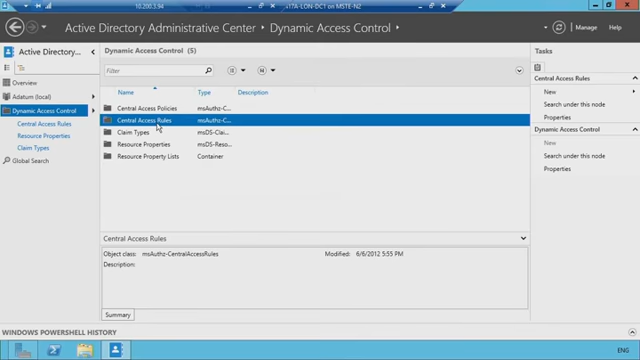 10.200.3.94
417A-LON-DC1 on MSTE-N2
Active Directory Administrative Center › Dynamic Access Control ›
Manage
Help
Active Directory...
Overview
Adatum (local)
Dynamic Access Control
Central Access Rules
Resource Properties
Claim Types
Global Search
Dynamic Access Control (5)
Filter
Name Type Description
Central Access Policies msAuthz-C...
Central Access Rules msAuthz-C...
Claim Types msDS-Clai...
Resource Properties msDS-Reso...
Resource Property Lists Container
Central Access Rules
Object class: msAuthz-CentralAccessRules Modified: 6/6/2012 5:55 PM
Description:
Summary
Tasks
Central Access Rules
New
Search under this node
Properties
Dynamic Access Control
New
Search under this node
Properties
WINDOWS POWERSHELL HISTORY
ENG